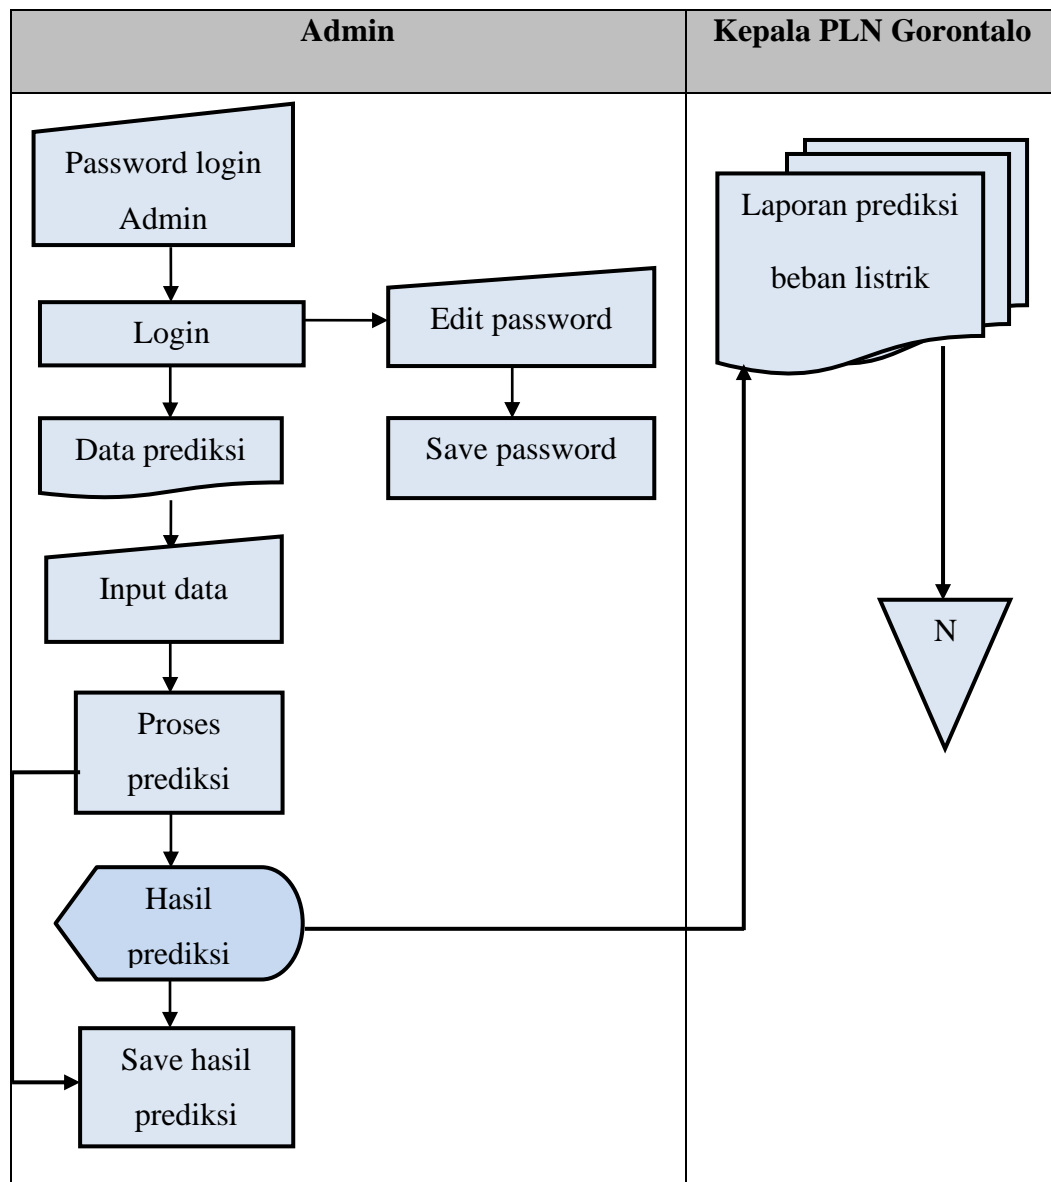 Admin
Kepala PLN Gorontalo
Password login
Admin
Login
Edit password
Save password
Data prediksi
Input data
Proses
prediksi
Hasil
prediksi
Save hasil
prediksi
Laporan prediksi
beban listrik
N